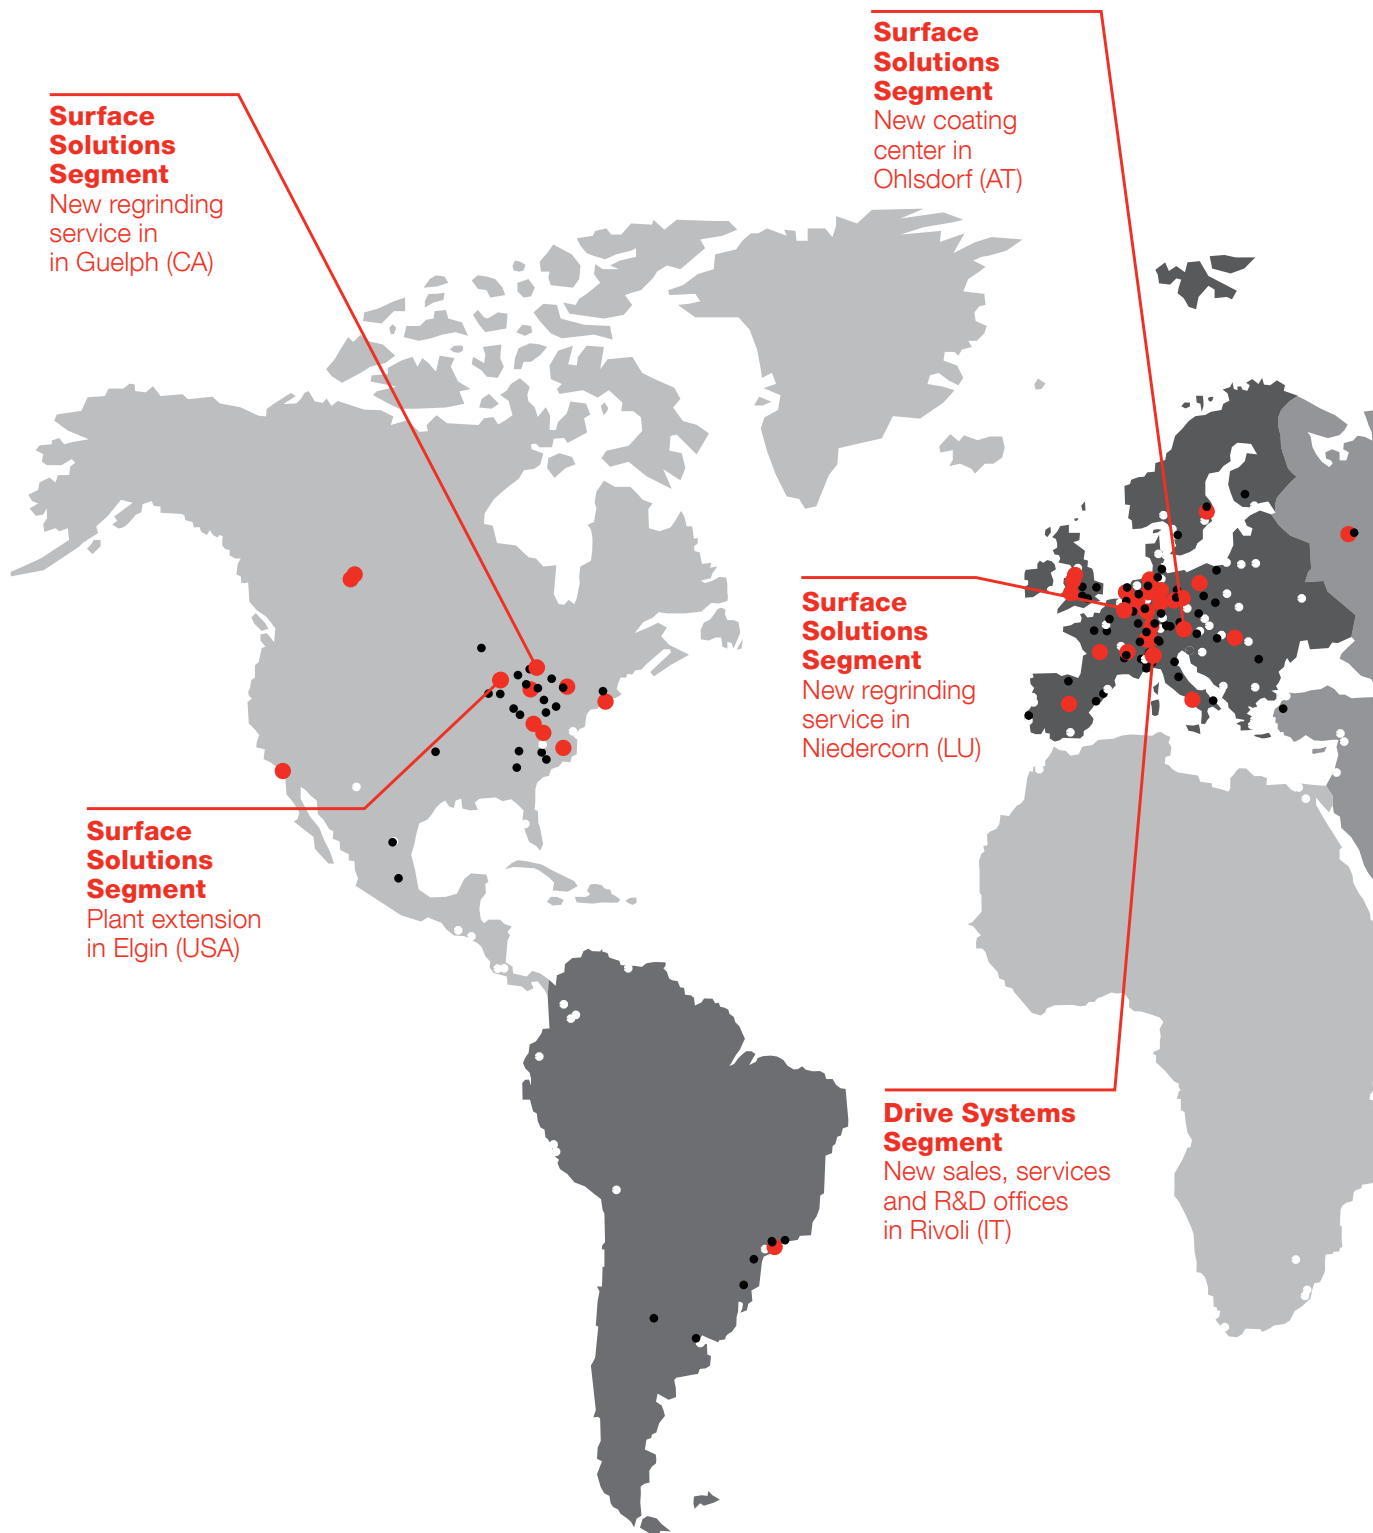 Surface
Solutions
Segment
New coating
center in
Ohlsdorf (AT)
Surface
Solutions
Segment
New regrinding
service in
in Guelph (CA)
Surface
Solutions
Segment
New regrinding
service in
Niedercorn (LU)
Surface
Solutions
Segment
Plant extension
in Elgin (USA)
Drive Systems
Segment
New sales, services
and R&D offices
in Rivoli (IT)